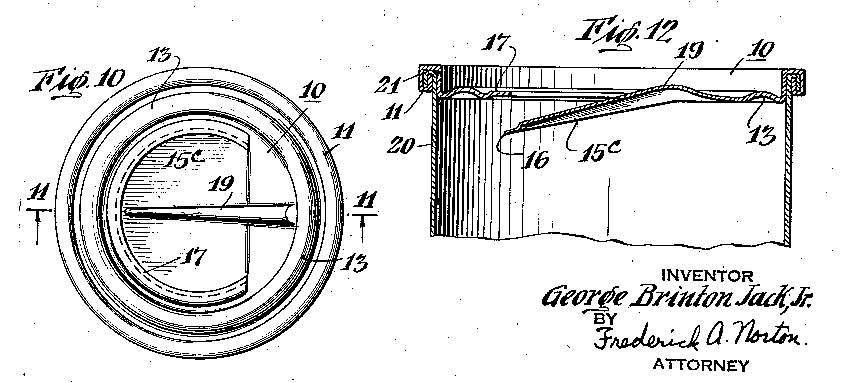 Fig. 10
13
10
11
15c
11
19
11
17
13
Fig. 12
17
19
10
21
11
20
16
15c
13
INVENTOR
George Brinton Jack, Jr.
BY
Frederick A. Norton.
ATTORNEY